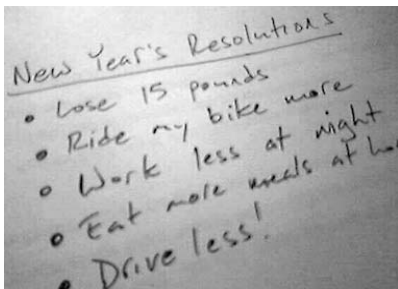 New Year's Resolutions
• Lose 15 pounds
• Ride my bike more
• Work less at night
• Eat more meals at
• Drive less!